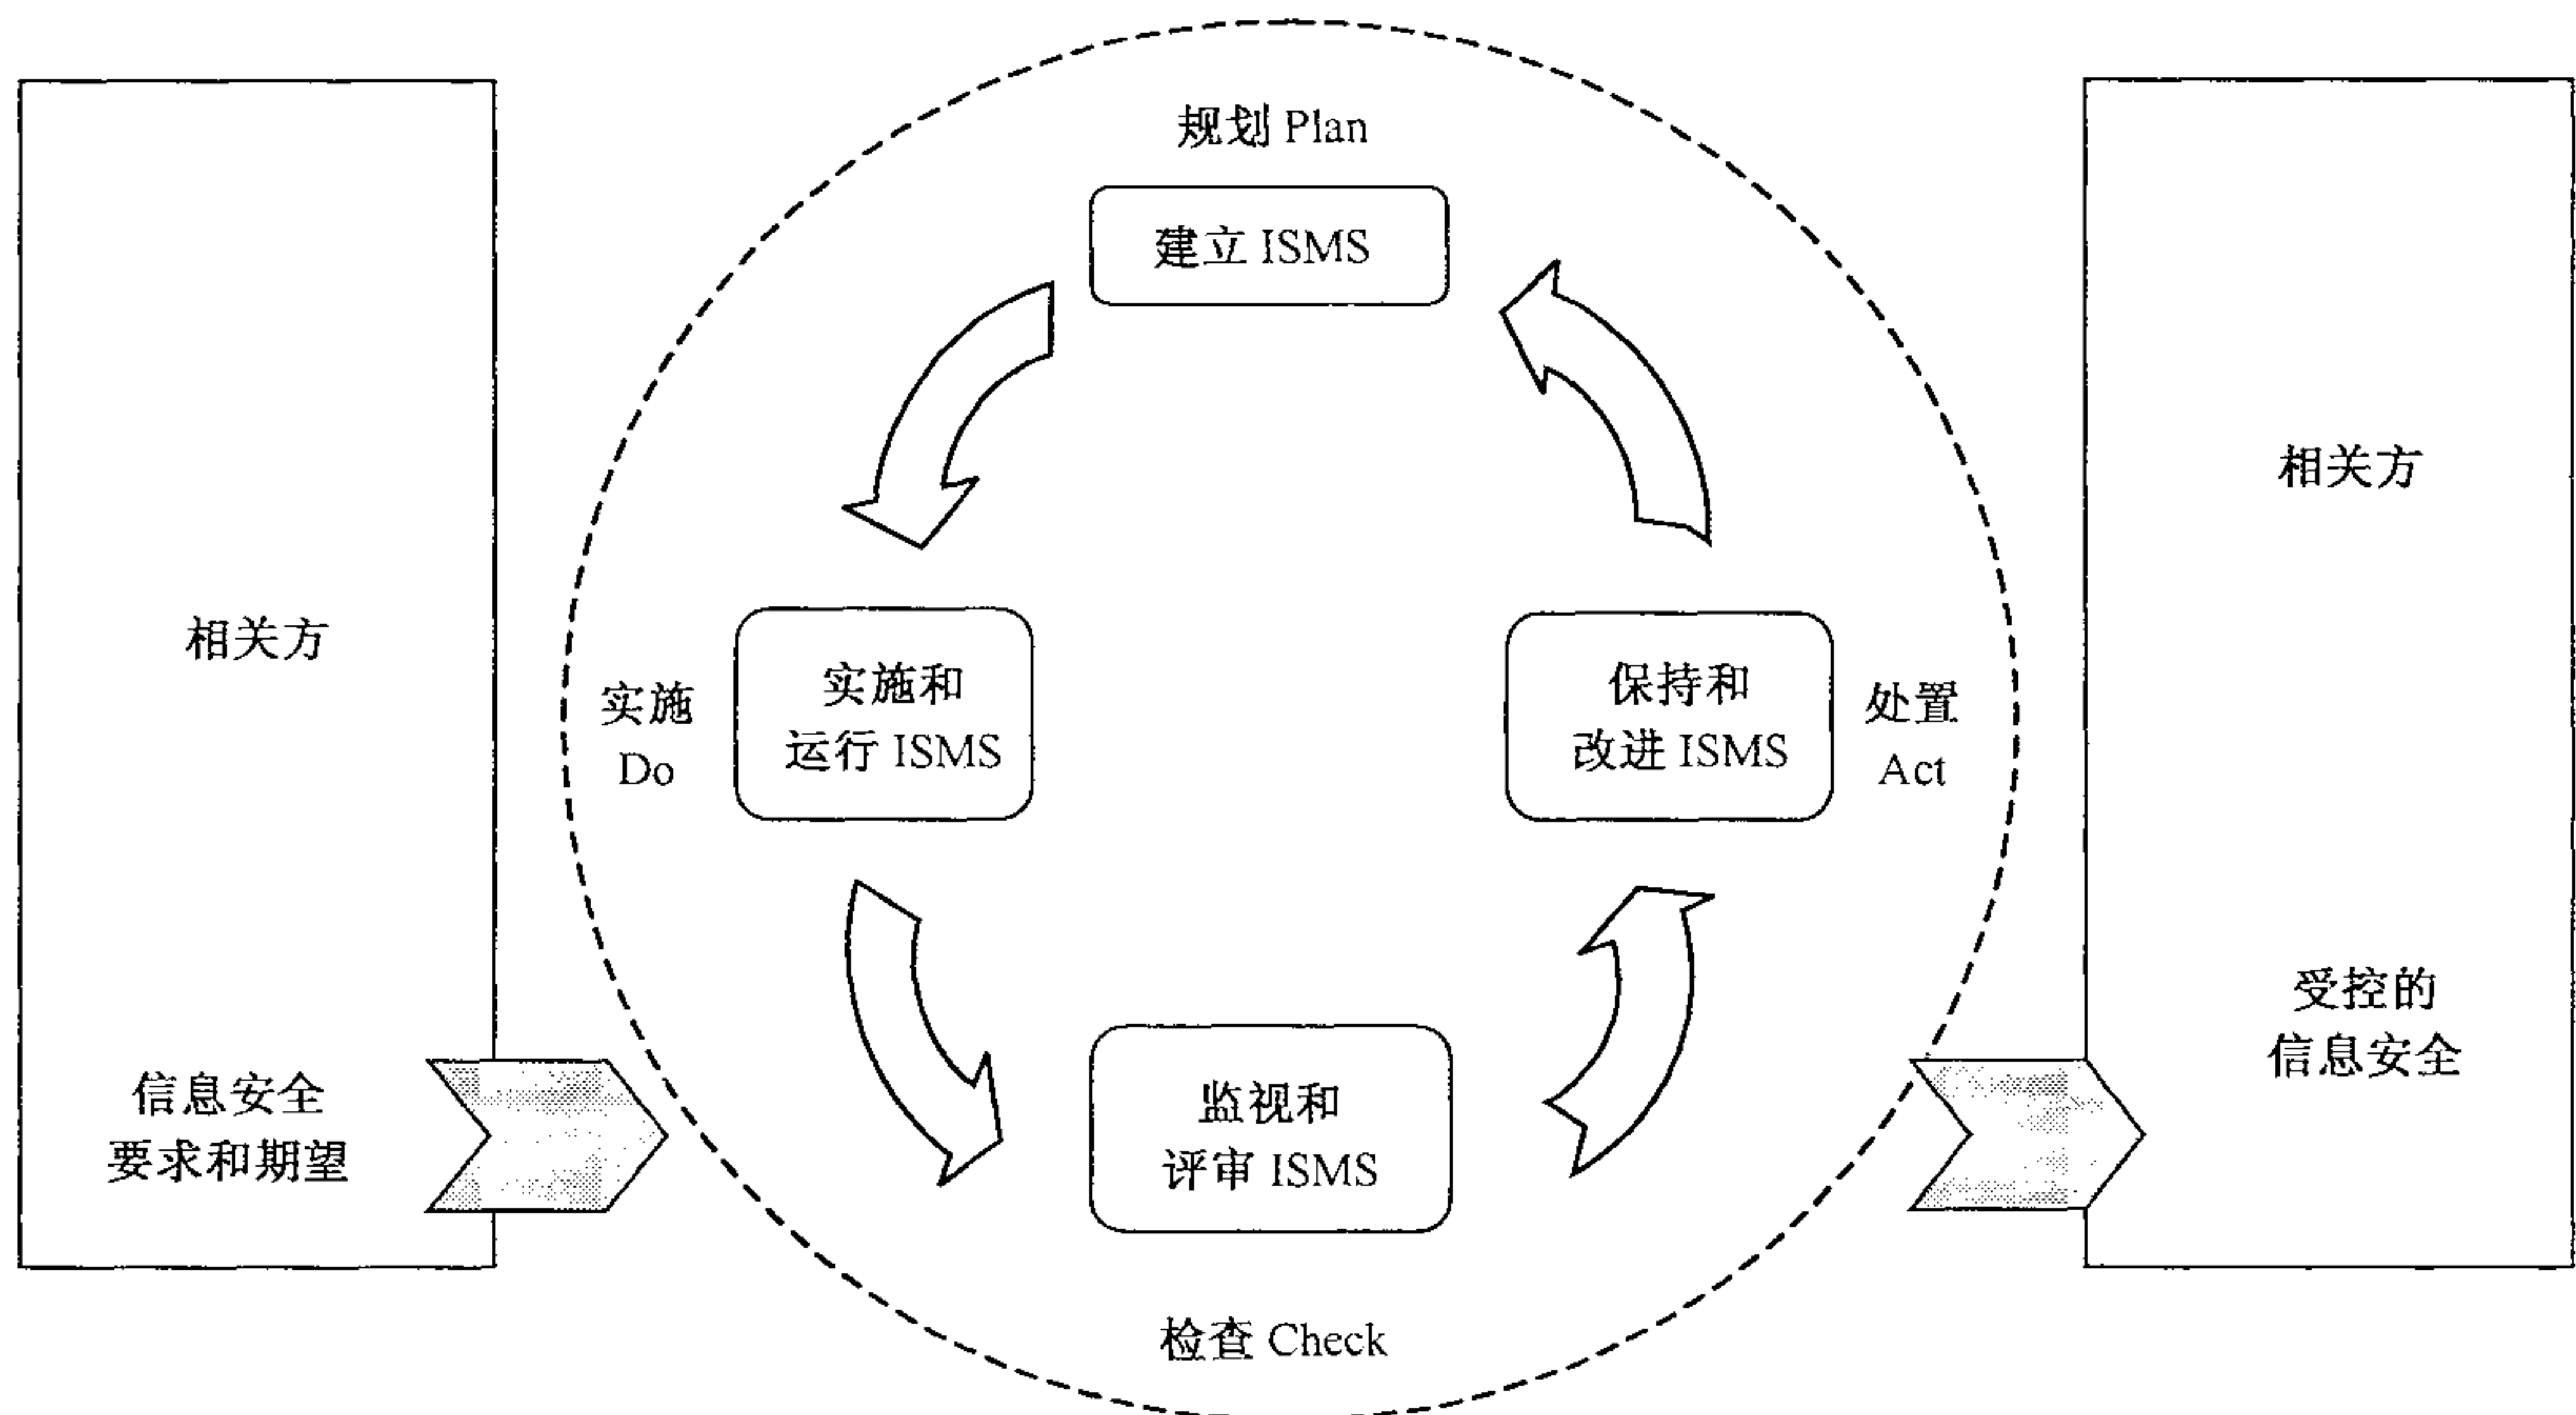 相关方
信息安全
要求和期望
规划 Plan
建立 ISMS
实施
Do
实施和
运行 ISMS
保持和
改进 ISMS
处置
Act
监视和
评审 ISMS
检查 Check
相关方
受控的
信息安全